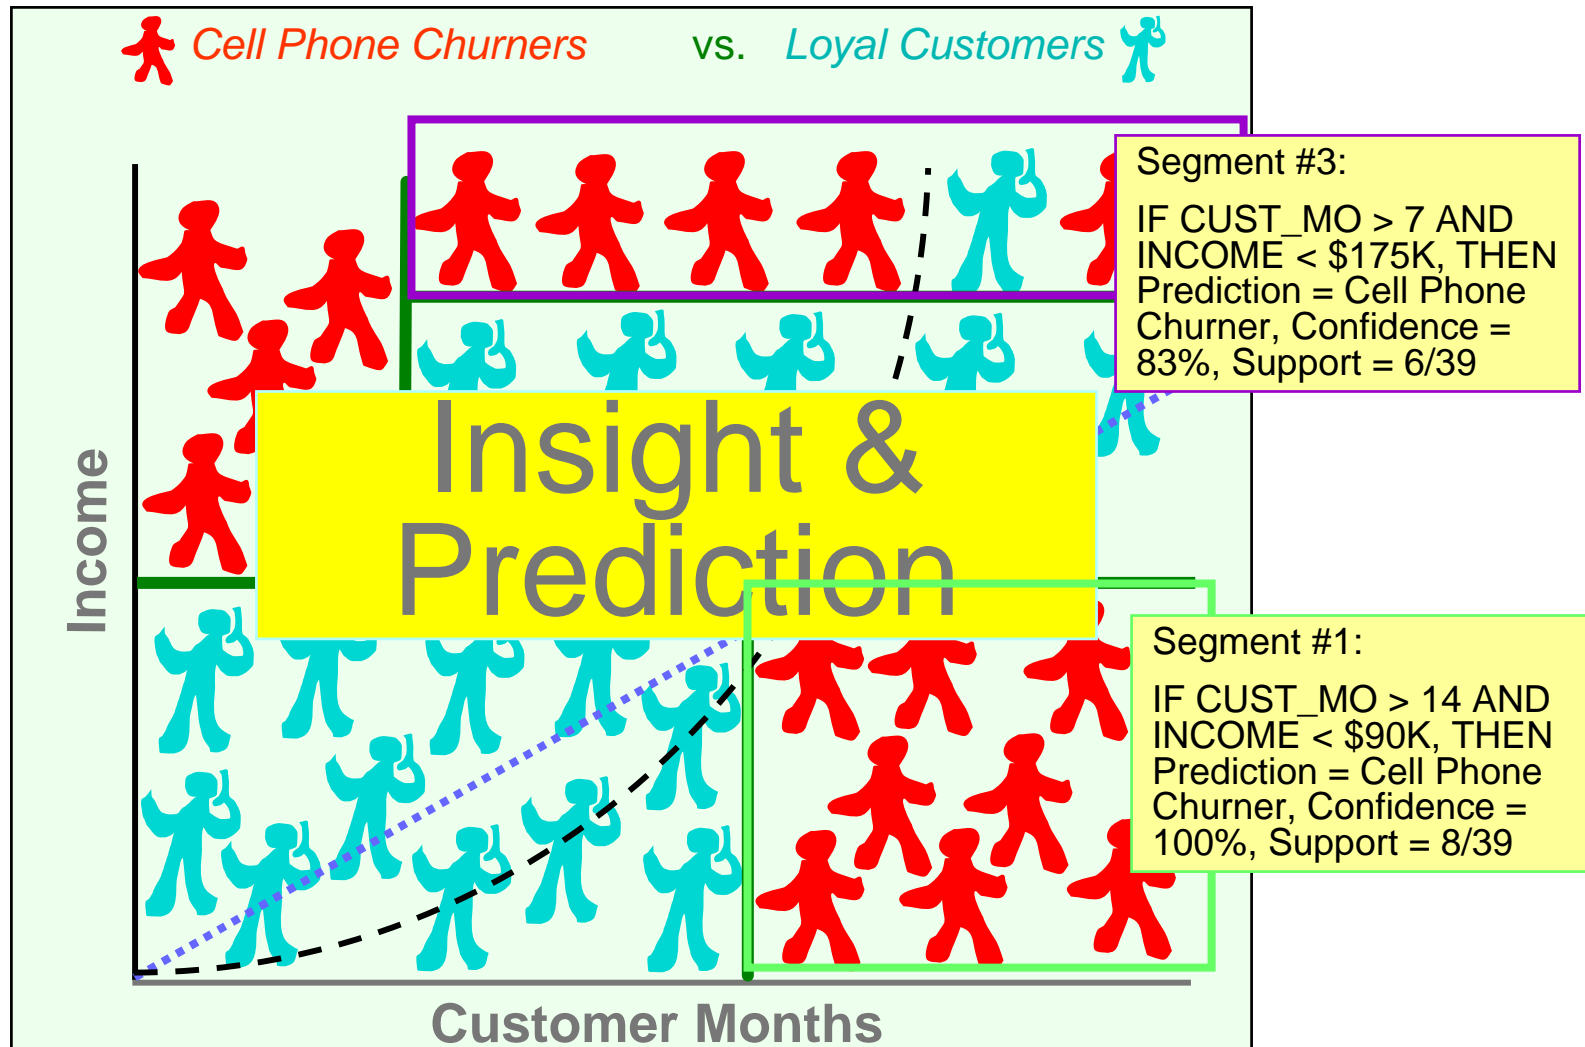 Cell Phone Churners vs. Loyal Customers
Segment #3:
IF CUST_MO > 7 AND
INCOME < $175K, THEN
Prediction = Cell Phone
Churner, Confidence =
83%, Support = 6/39
Insight &
Prediction
Income
Segment #1:
IF CUST_MO > 14 AND
INCOME < $90K, THEN
Prediction = Cell Phone
Churner, Confidence =
100%, Support = 8/39
Customer Months